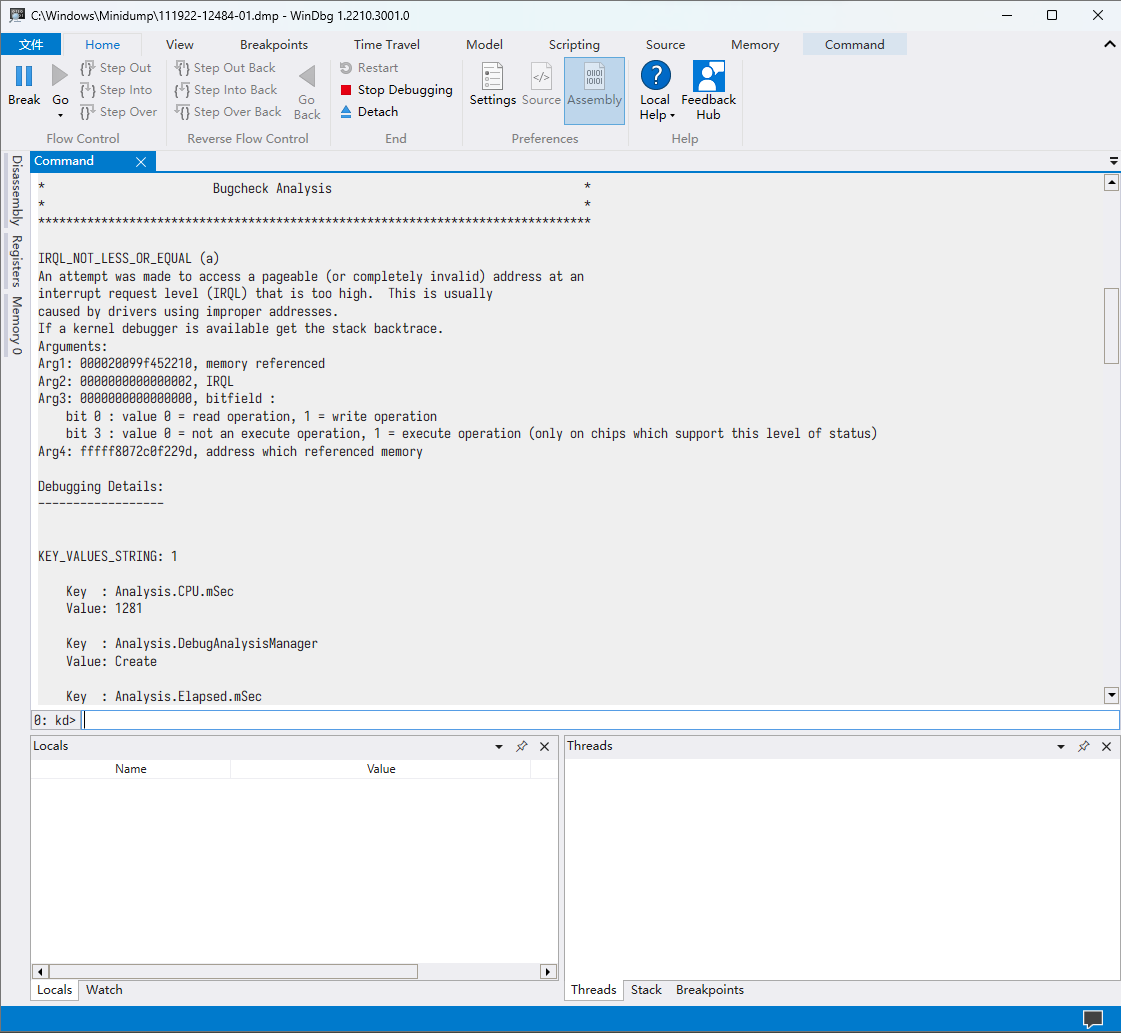 C:\Windows\Minidump\111922-12484-01.dmp - WinDbg 1.2210.3001.0
文件 Home View Breakpoints Time Travel Model Scripting Source Memory Command
Break
Go
Step Out
Step Into
Step Over
Flow Control
Step Out Back
Step Into Back
Step Over Back
Go Back
Reverse Flow Control
Restart
Stop Debugging
Detach
End
Settings
Source
Assembly
Preferences
Local Help
Feedback Hub
Help
Disassembly
Registers
Memory 0
Command
* Bugcheck Analysis *
* *
*******************************************************************************
IRQL_NOT_LESS_OR_EQUAL (a)
An attempt was made to access a pageable (or completely invalid) address at an
interrupt request level (IRQL) that is too high.  This is usually
caused by drivers using improper addresses.
If a kernel debugger is available get the stack backtrace.
Arguments:
Arg1: 000020099f452210, memory referenced
Arg2: 0000000000000002, IRQL
Arg3: 0000000000000000, bitfield :
bit 0 : value 0 = read operation, 1 = write operation
bit 3 : value 0 = not an execute operation, 1 = execute operation (only on chips which support this level of status)
Arg4: fffff8072c0f229d, address which referenced memory
Debugging Details:
------------------
KEY_VALUES_STRING: 1
Key  : Analysis.CPU.mSec
Value: 1281
Key  : Analysis.DebugAnalysisManager
Value: Create
Key  : Analysis.Elapsed.mSec
0: kd>
Locals
Name Value
Locals Watch
Threads
Threads Stack Breakpoints